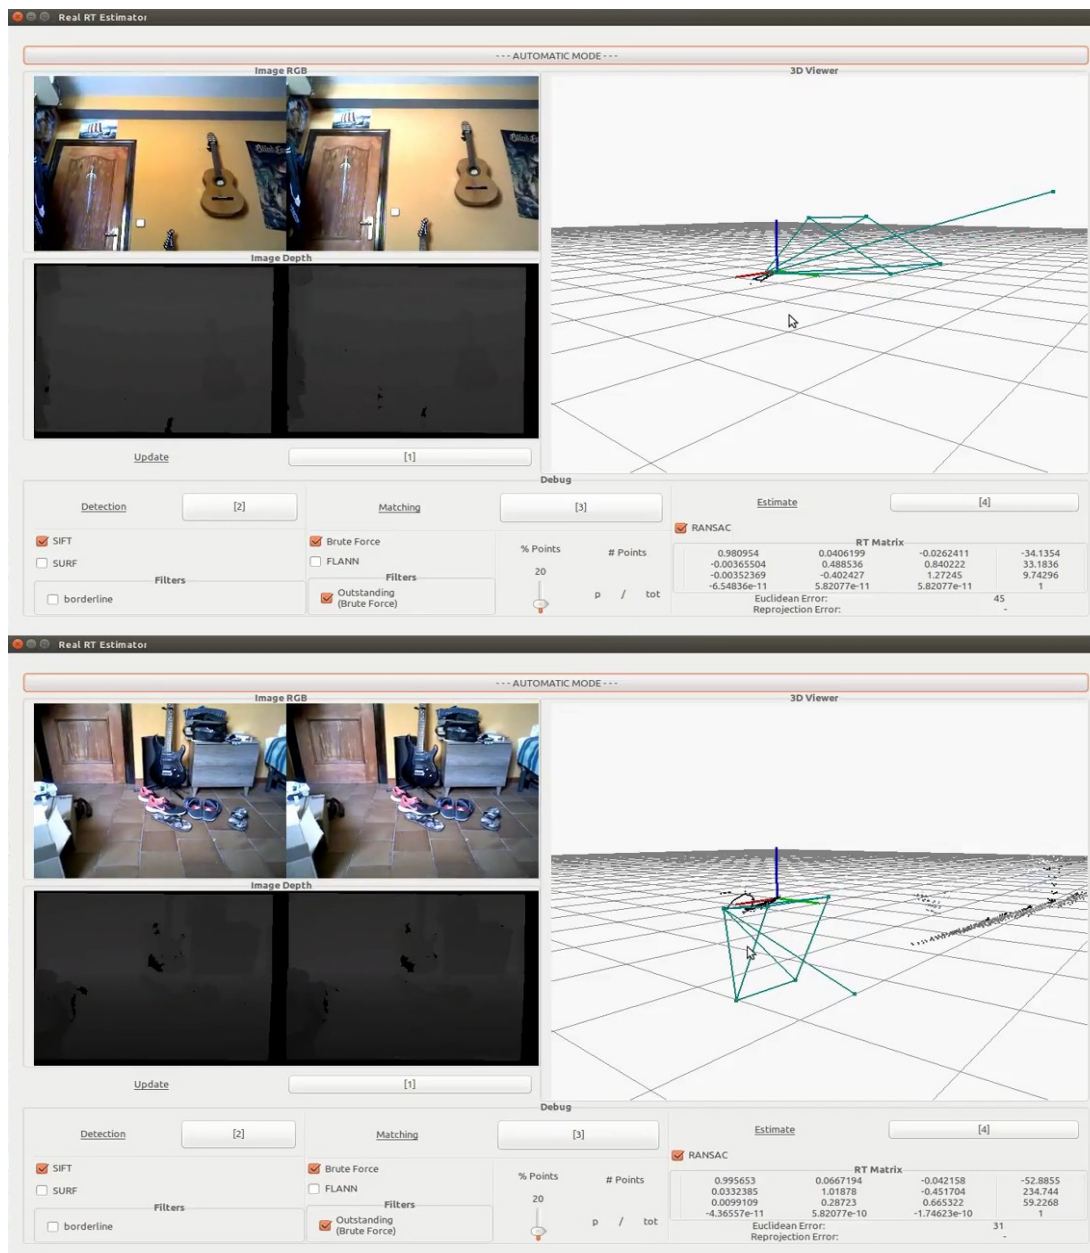 Real RT Estimator
- - - AUTOMATIC MODE - - -
Image RGB
3D Viewer
Image Depth
Update
[1]
Debug
Detection
[2]
Matching
[3]
Estimate
[4]
SIFT
SURF
Filters
borderline
Brute Force
FLANN
Filters
Outstanding
(Brute Force)
% Points
# Points
20
p / tot
RANSAC
RT Matrix
0.980954 0.0406199 -0.0262411 -34.1354
-0.00365504 0.488536 0.840222 33.1836
-0.00352369 -0.402427 1.27245 9.74296
-6.54836e-11 5.82077e-11 5.82077e-11 1
Euclidean Error: 45
Reprojection Error: -
Real RT Estimator
- - - AUTOMATIC MODE - - -
Image RGB
3D Viewer
Image Depth
Update
[1]
Debug
Detection
[2]
Matching
[3]
Estimate
[4]
SIFT
SURF
Filters
borderline
Brute Force
FLANN
Filters
Outstanding
(Brute Force)
% Points
# Points
20
p / tot
RANSAC
RT Matrix
0.995653 0.0667194 -0.042158 -52.8855
0.0332385 1.01878 -0.451704 234.744
0.0099109 0.28723 0.665322 59.2268
-4.36557e-11 5.82077e-10 -1.74623e-10 1
Euclidean Error: 31
Reprojection Error: -